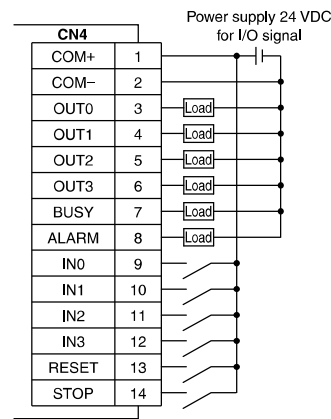 Power supply 24 VDC
for I/O signal
CN4
COM+ 1
COM− 2
OUT0 3 Load
OUT1 4 Load
OUT2 5 Load
OUT3 6 Load
BUSY 7 Load
ALARM 8 Load
IN0 9
IN1 10
IN2 11
IN3 12
RESET 13
STOP 14